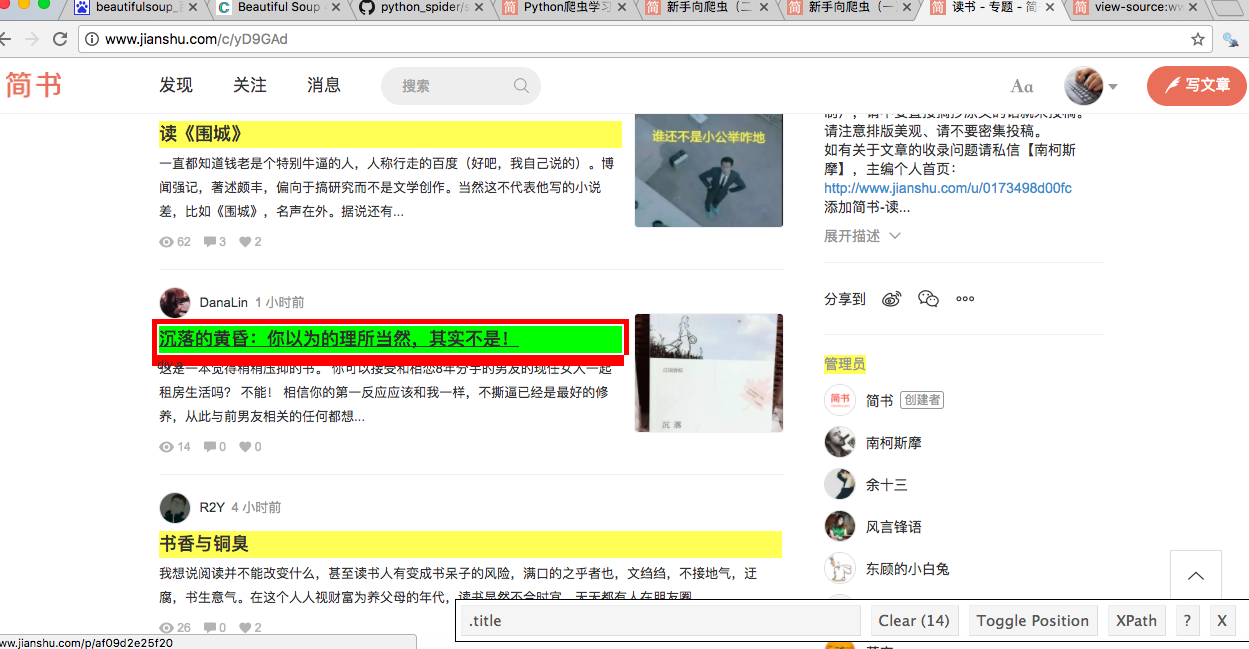 beautifulsoup_
Beautiful Soup
python_spider/s
Python爬虫学习
新手向爬虫（二
新手向爬虫（一
读书 - 专题 - 简
view-source:ww
www.jianshu.com/c/yD9GAd
简书
发现
关注
消息
搜索
Aa
写文章
读《围城》
一直都知道钱老是个特别牛逼的人，人称行走的百度（好吧，我自己说的）。博
闻强记，著述颇丰，偏向于搞研究而不是文学创作。当然这不代表他写的小说
差，比如《围城》，名声在外。据说还有...
62 3 2
谁还不是小公举咋地
DanaLin 1 小时前
沉落的黄昏：你以为的理所当然，其实不是！
这是一本觉得稍稍压抑的书。 你可以接受和相恋8年分手的男友的现任女人一起
租房生活吗？ 不能！ 相信你的第一反应应该和我一样，不撕逼已经是最好的修
养，从此与前男友相关的任何都想...
14 0 0
沉 落
R2Y 4 小时前
书香与铜臭
我想说阅读并不能改变什么，甚至读书人有变成书呆子的风险，满口的之乎者也，文绉绉，不接地气，迂
腐，书生意气。在这个人人视财富为养父母的年代，读书显然不合时宜，天天都有人在朋友圈
26 0 2
ww.jianshu.com/p/af09d2e25f20
制），请不要直接摘抄原文的话就来投稿。
请注意排版美观、请不要密集投稿。
如有关于文章的收录问题请私信【南柯斯
摩】，主编个人首页：
http://www.jianshu.com/u/0173498d00fc
添加简书-读...
展开描述
分享到
管理员
简书
简书 创建者
南柯斯摩
余十三
风言锋语
东顾的小白兔
.title
Clear (14)
Toggle Position
XPath
?
X